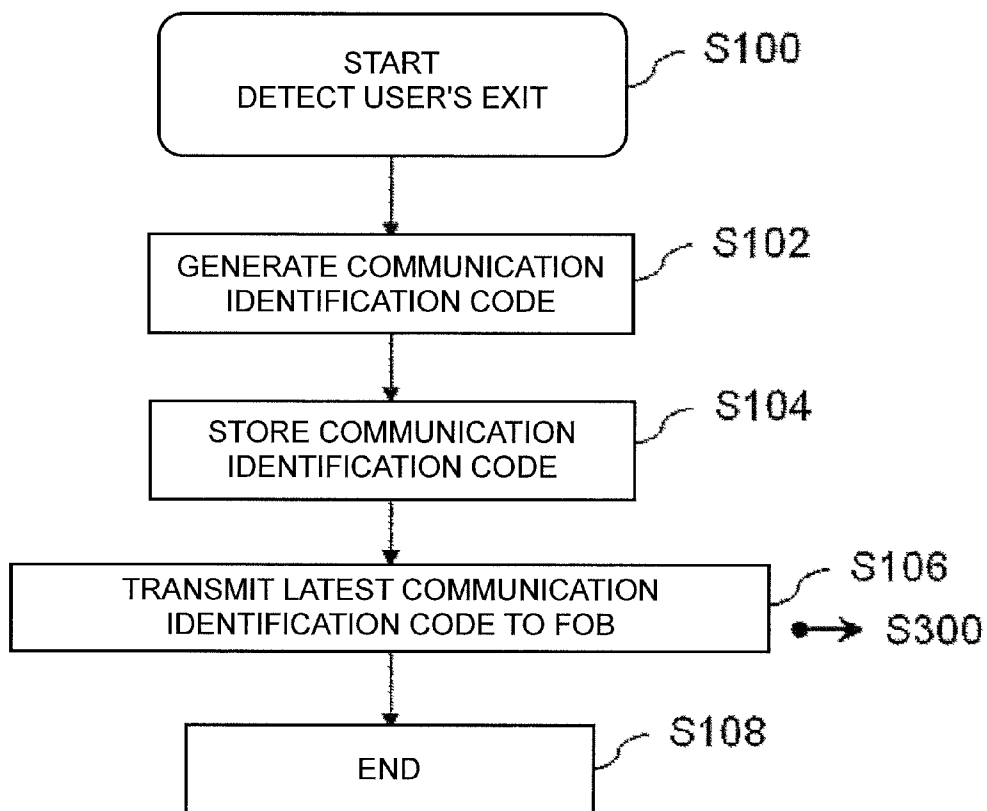 START
DETECT USER'S EXIT
S100
GENERATE COMMUNICATION
IDENTIFICATION CODE
S102
STORE COMMUNICATION
IDENTIFICATION CODE
S104
TRANSMIT LATEST COMMUNICATION
IDENTIFICATION CODE TO FOB
S106
S300
END
S108